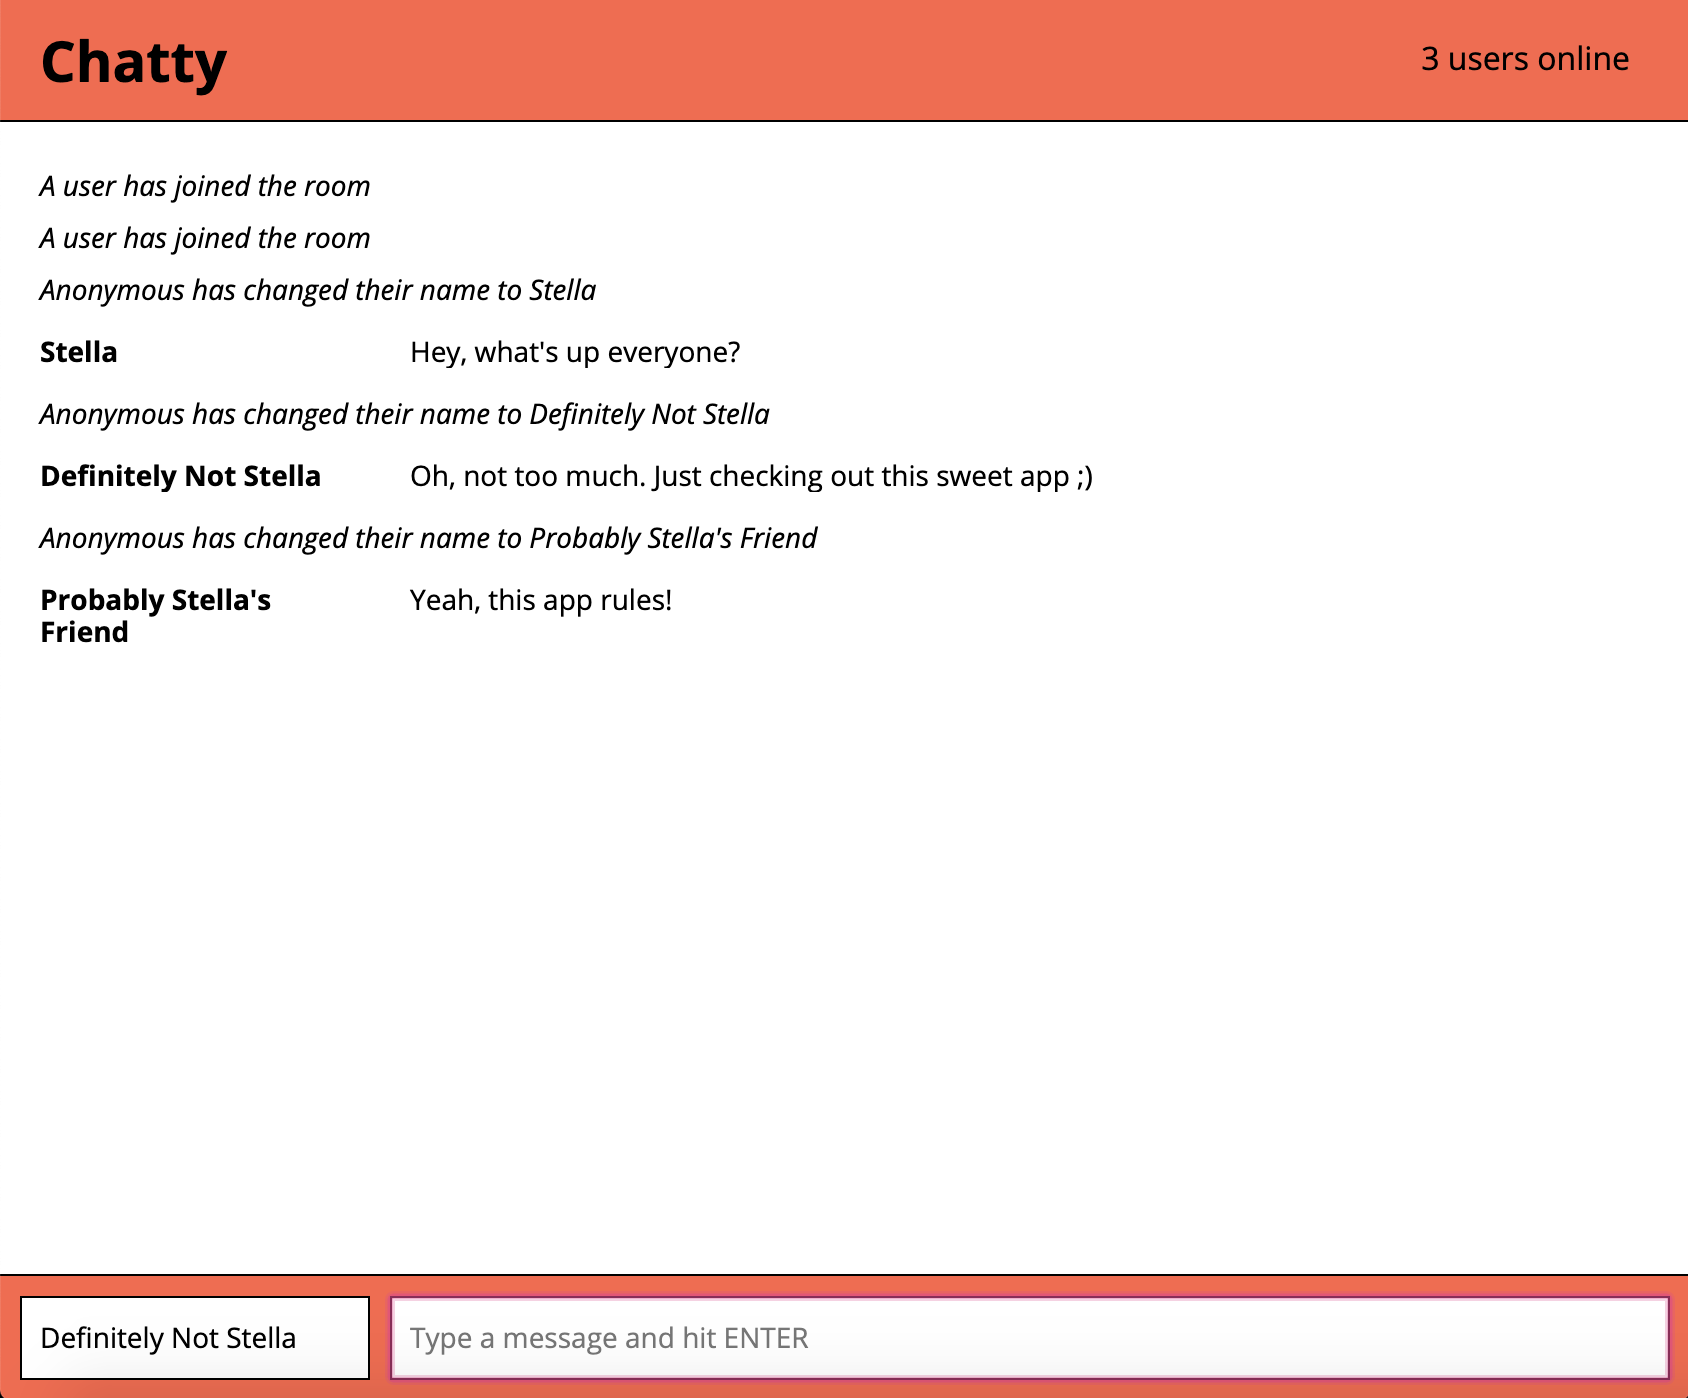 Chatty
3 users online
A user has joined the room
A user has joined the room
Anonymous has changed their name to Stella
Stella Hey, what's up everyone?
Anonymous has changed their name to Definitely Not Stella
Definitely Not Stella Oh, not too much. Just checking out this sweet app ;)
Anonymous has changed their name to Probably Stella's Friend
Probably Stella's Yeah, this app rules!
Friend
Definitely Not Stella Type a message and hit ENTER